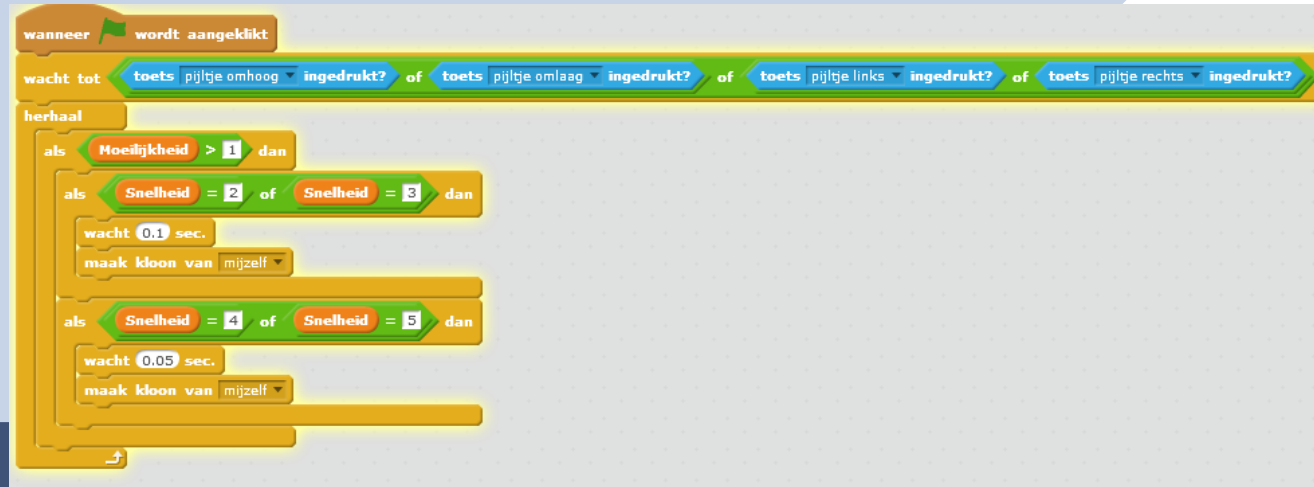 wanneer wordt aangeklikt
wacht tot toets pijltje omhoog ingedrukt? of toets pijltje omlaag ingedrukt? of toets pijltje links ingedrukt? of toets pijltje rechts ingedrukt?
herhaal
als Moeilijkheid > 1 dan
als Snelheid = 2 of Snelheid = 3 dan
wacht 0.1 sec.
maak kloon van mijzelf
als Snelheid = 4 of Snelheid = 5 dan
wacht 0.05 sec.
maak kloon van mijzelf